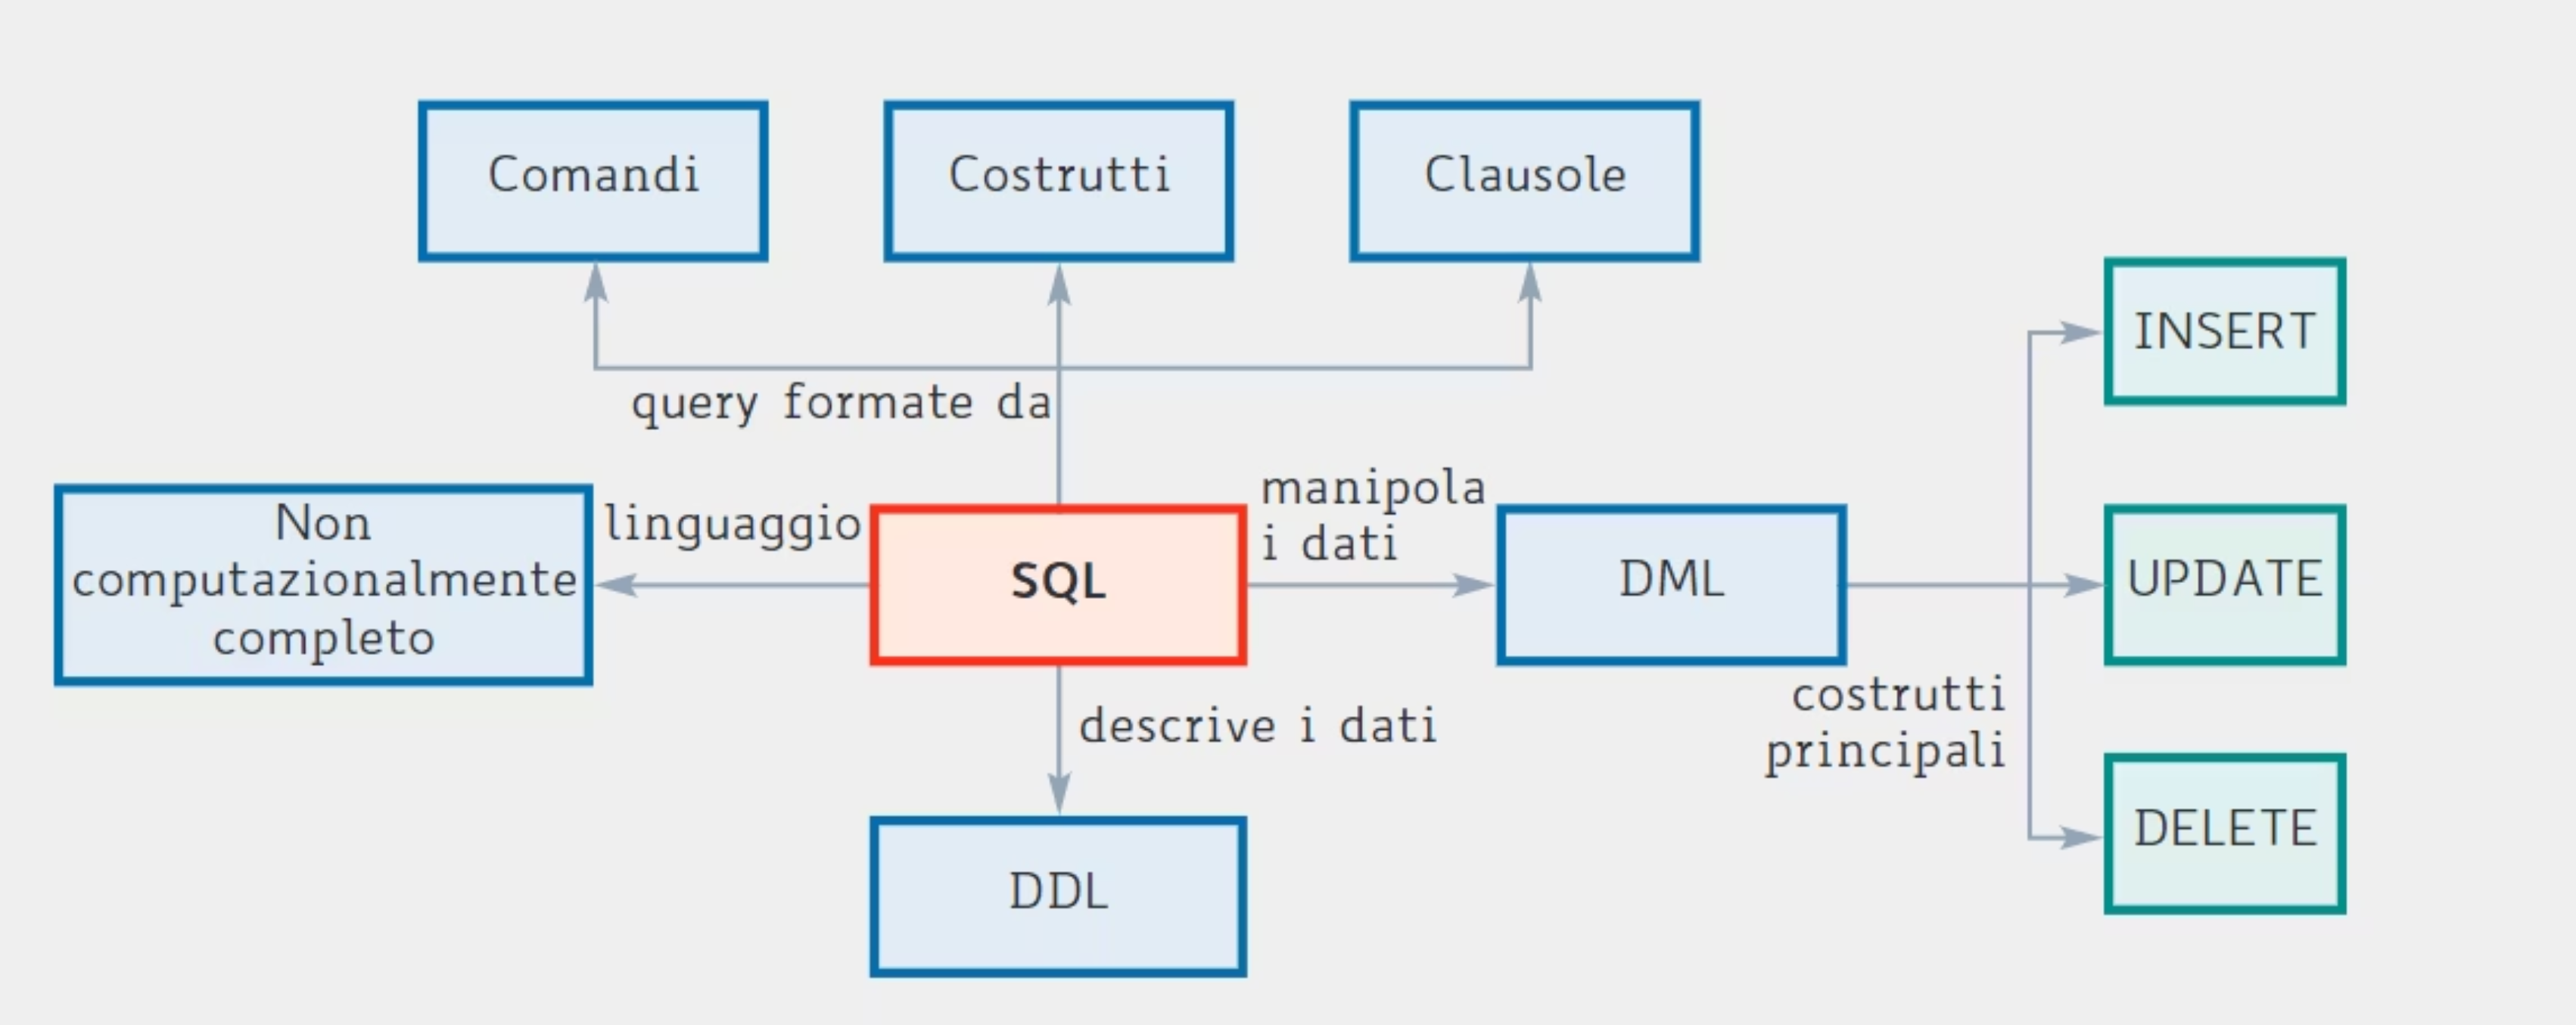 Comandi
Costrutti
Clausole
query formate da
INSERT
Non
computazionalmente
completo
linguaggio
SQL
manipola
i dati
DML
UPDATE
costrutti
principali
descrive i dati
DELETE
DDL